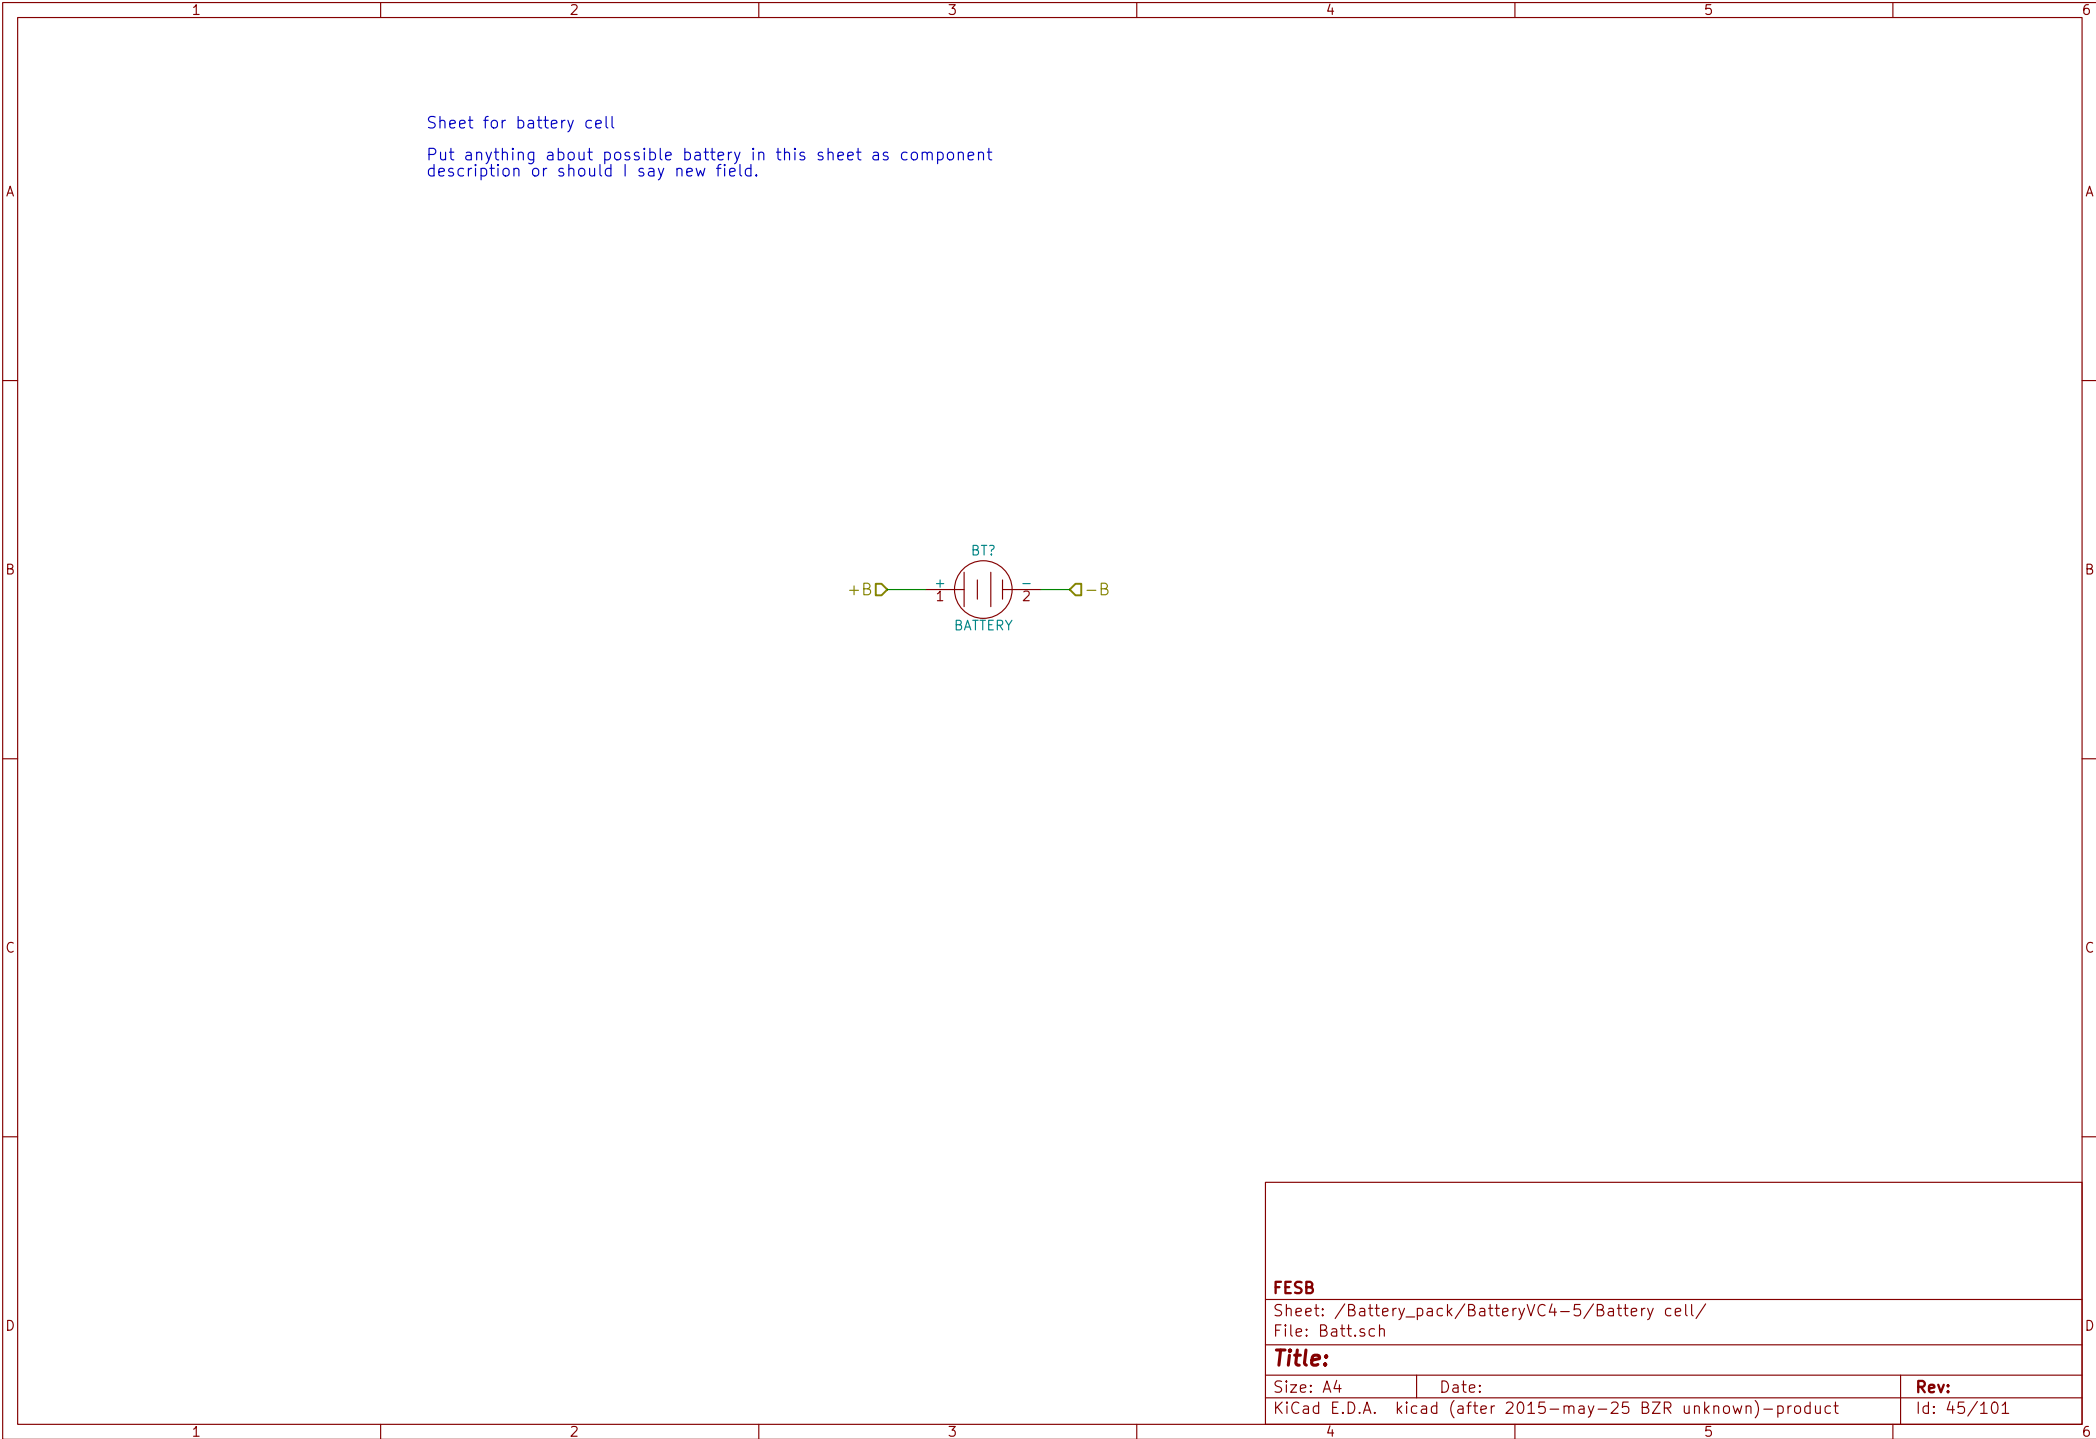 1 2 3 4 5 6
Sheet for battery cell
Put anything about possible battery in this sheet as component
description or should I say new field.
A A
BT?
B B
+B + 1 - 2 -B
BATTERY
C C
FESB
Sheet: /Battery_pack/BatteryVC4-5/Battery cell/
File: Batt.sch
D D
Title:
Size: A4 Date: Rev:
KiCad E.D.A. kicad (after 2015-may-25 BZR unknown)-product Id: 45/101
1 2 3 4 5 6